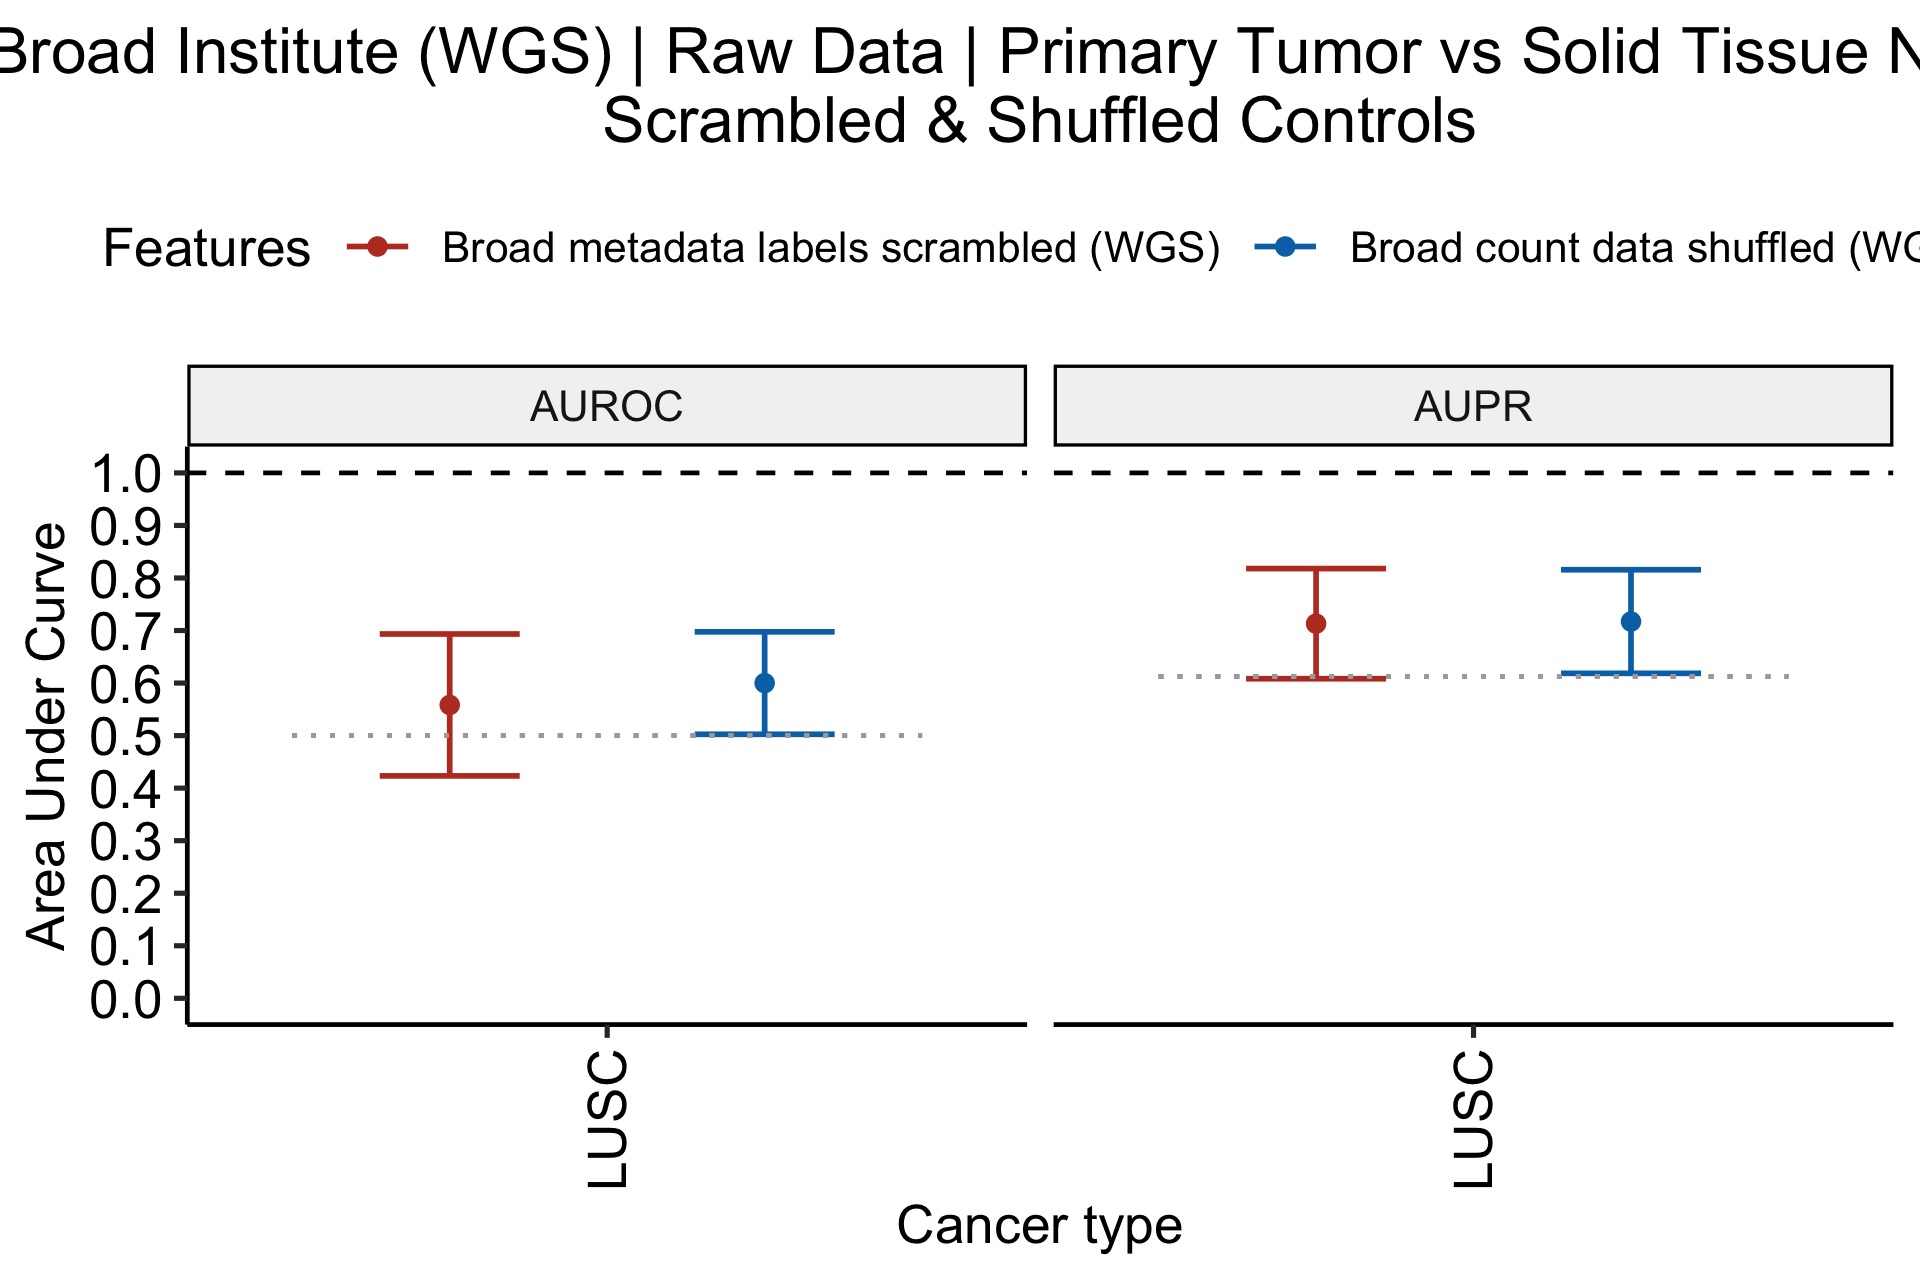 Broad Institute (WGS) | Raw Data | Primary Tumor vs Solid Tissue
Scrambled & Shuffled Controls
Features Broad metadata labels scrambled (WGS) Broad count data shuffled
AUROC AUPR
Area Under Curve
1.0
0.9
0.8
0.7
0.6
0.5
0.4
0.3
0.2
0.1
0.0
LUSC LUSC
Cancer type